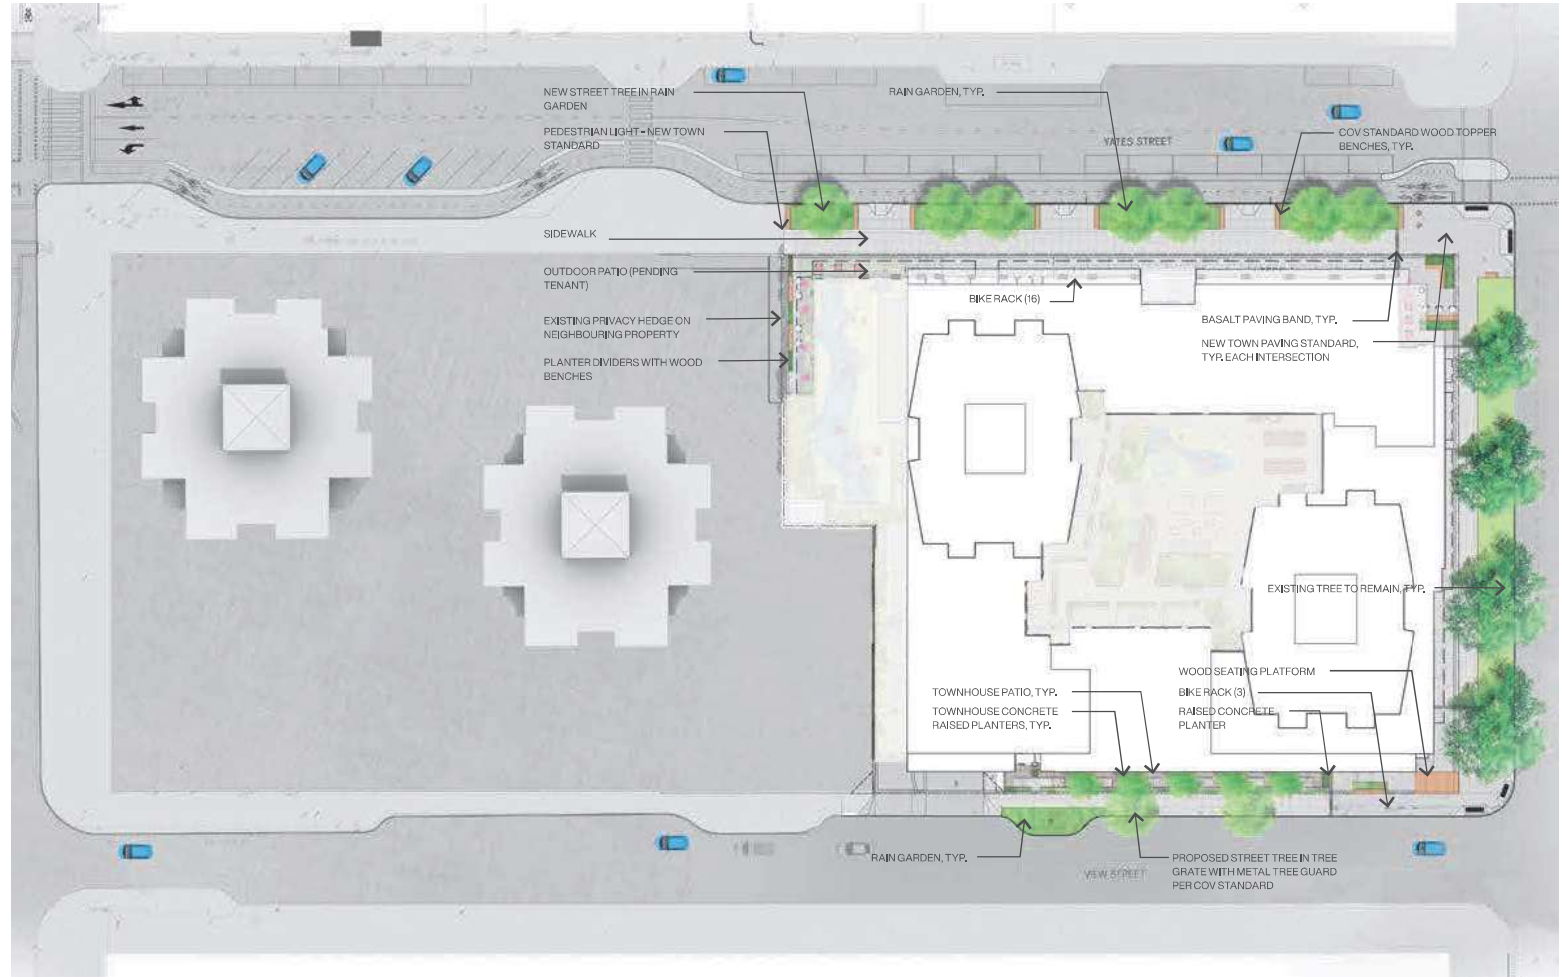 NEW STREET TREE IN RAIN
GARDEN
RAIN GARDEN, TYP.
PEDESTRIAN LIGHT - NEW TOWN
STANDARD
YATES STREET
COV STANDARD WOOD TOPPER
BENCHES, TYP.
SIDEWALK
OUTDOOR PATIO (PENDING
TENANT)
BIKE RACK (16)
EXISTING PRIVACY HEDGE ON
NEIGHBOURING PROPERTY
BASALT PAVING BAND, TYP.
NEW TOWN PAVING STANDARD,
TYP. EACH INTERSECTION
PLANTER DIVIDERS WITH WOOD
BENCHES
EXISTING TREE TO REMAIN, TYP.
WOOD SEATING PLATFORM
TOWNHOUSE PATIO, TYP.
BIKE RACK (3)
TOWNHOUSE CONCRETE
RAISED PLANTERS, TYP.
RAISED CONCRETE
PLANTER
RAIN GARDEN, TYP.
VIEW STREET
PROPOSED STREET TREE IN TREE
GRATE WITH METAL TREE GUARD
PER COV STANDARD